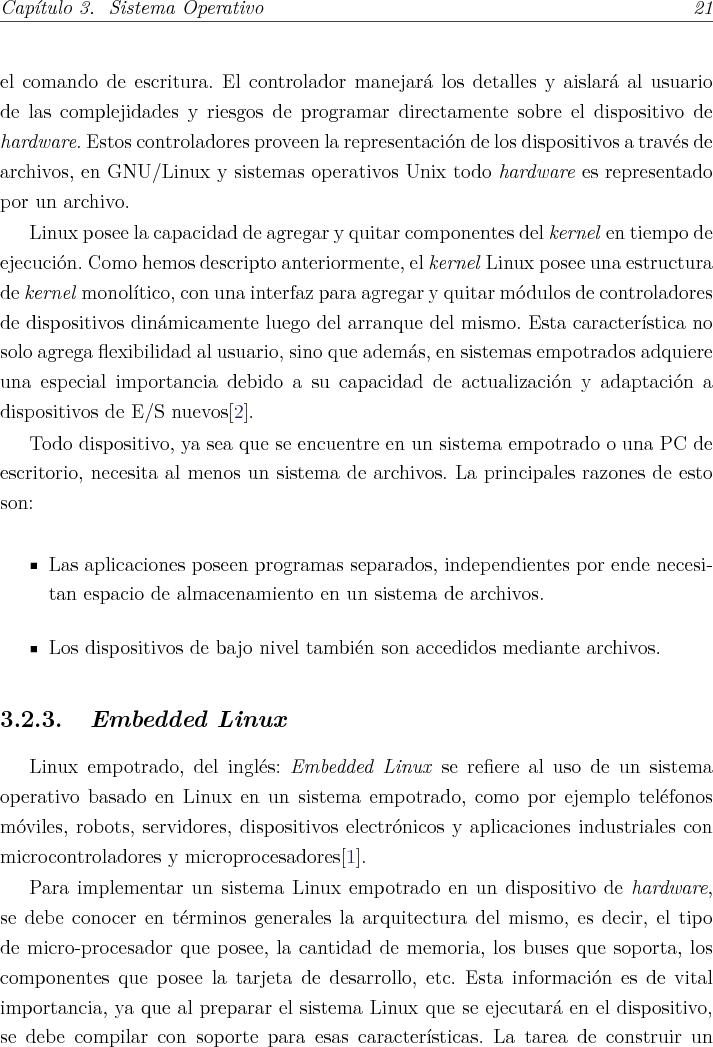 Capítulo 3. Sistema Operativo 21
el comando de escritura. El controlador manejará los detalles y aislará al usuario
de las complejidades y riesgos de programar directamente sobre el dispositivo de
hardware. Estos controladores proveen la representación de los dispositivos a través de
archivos, en GNU/Linux y sistemas operativos Unix todo hardware es representado
por un archivo.
Linux posee la capacidad de agregar y quitar componentes del kernel en tiempo de
ejecución. Como hemos descripto anteriormente, el kernel Linux posee una estructura
de kernel monolítico, con una interfaz para agregar y quitar módulos de controladores
de dispositivos dinámicamente luego del arranque del mismo. Esta característica no
solo agrega flexibilidad al usuario, sino que además, en sistemas empotrados adquiere
una especial importancia debido a su capacidad de actualización y adaptación a
dispositivos de E/S nuevos[2].
Todo dispositivo, ya sea que se encuentre en un sistema empotrado o una PC de
escritorio, necesita al menos un sistema de archivos. La principales razones de esto
son:
▪ Las aplicaciones poseen programas separados, independientes por ende necesi-
tan espacio de almacenamiento en un sistema de archivos.
▪ Los dispositivos de bajo nivel también son accedidos mediante archivos.
3.2.3. Embedded Linux
Linux empotrado, del inglés: Embedded Linux se refiere al uso de un sistema
operativo basado en Linux en un sistema empotrado, como por ejemplo teléfonos
móviles, robots, servidores, dispositivos electrónicos y aplicaciones industriales con
microcontroladores y microprocesadores[1].
Para implementar un sistema Linux empotrado en un dispositivo de hardware,
se debe conocer en términos generales la arquitectura del mismo, es decir, el tipo
de micro-procesador que posee, la cantidad de memoria, los buses que soporta, los
componentes que posee la tarjeta de desarrollo, etc. Esta información es de vital
importancia, ya que al preparar el sistema Linux que se ejecutará en el dispositivo,
se debe compilar con soporte para esas características. La tarea de construir un